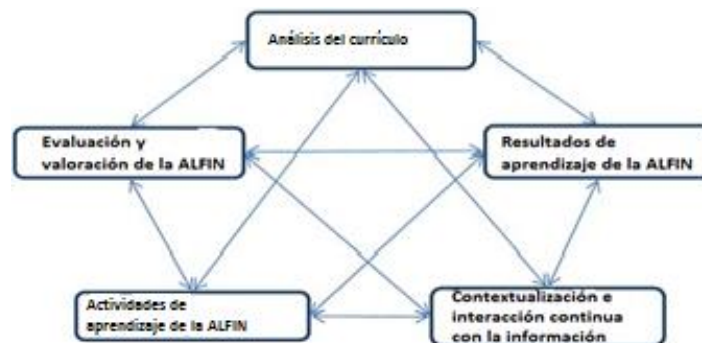 Análisis del currículo
Evaluación y
valoración de la ALFIN
Resultados de
aprendizaje de la ALFIN
Actividades de
aprendizaje de la ALFIN
Contextualización e
interacción continua
con la información